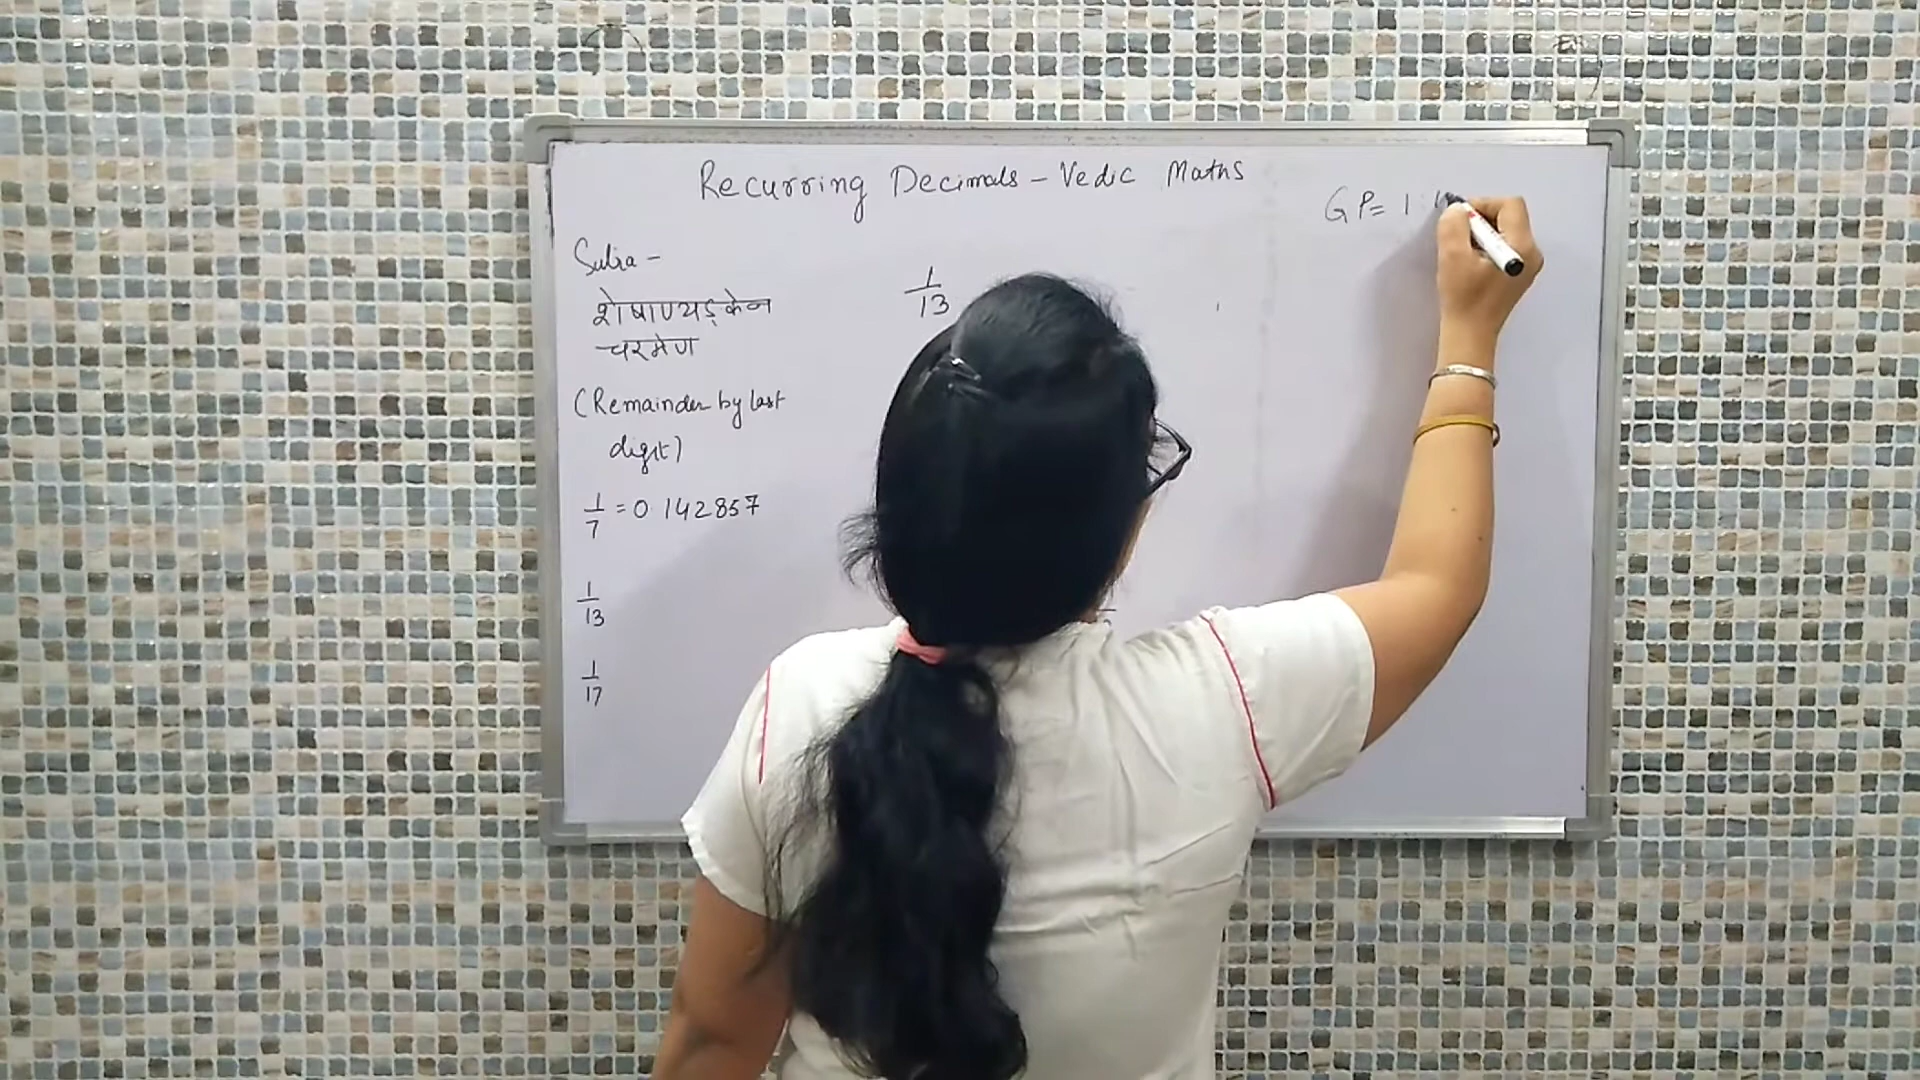 Recurring Decimals - Vedic Maths
GP= 1:4
Sutra -
शेषाण्यङ्केन
चरमेण
(Remainder by last
digit)
1/13
1/7 = 0 142857
1/13
1/17